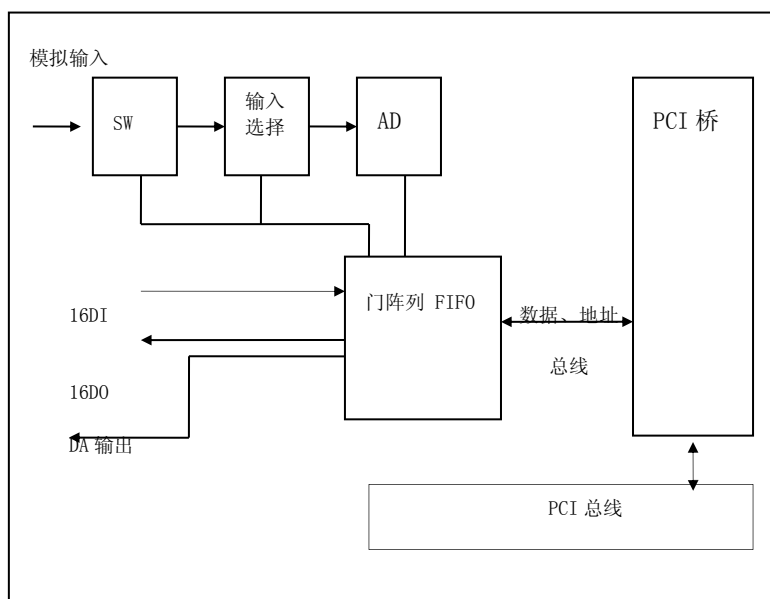 模拟输入
SW
输入
选择
AD
PCI 桥
门阵列 FIFO
16DI
数据、地址
总线
16DO
DA 输出
PCI 总线